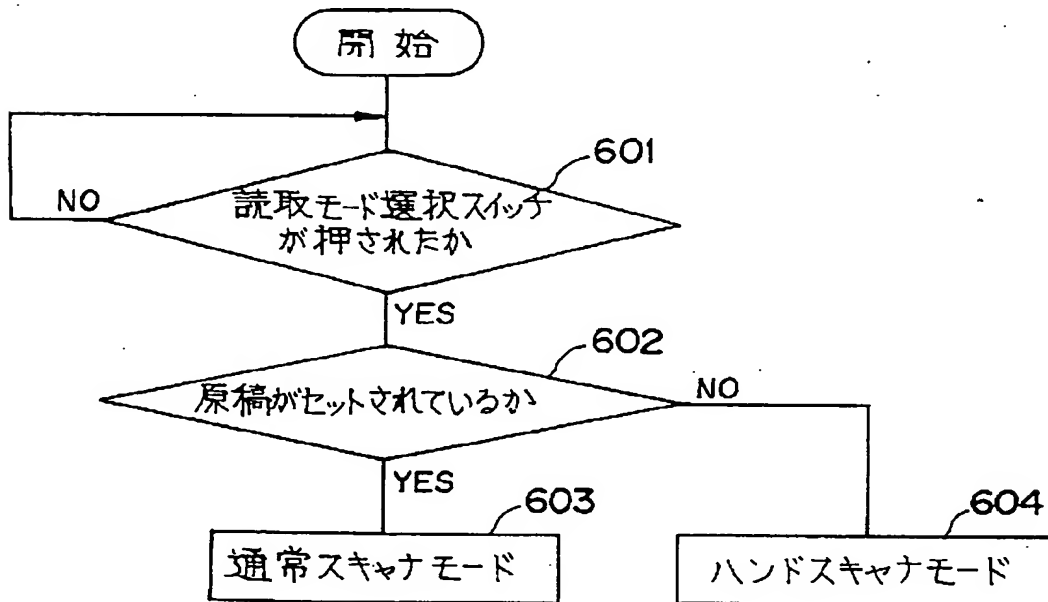 開始
601
読取モード選択スイッチ
が押されたか
NO
YES
602
原稿がセットされているか
NO
YES
603
通常スキャナモード
604
ハンドスキャナモード